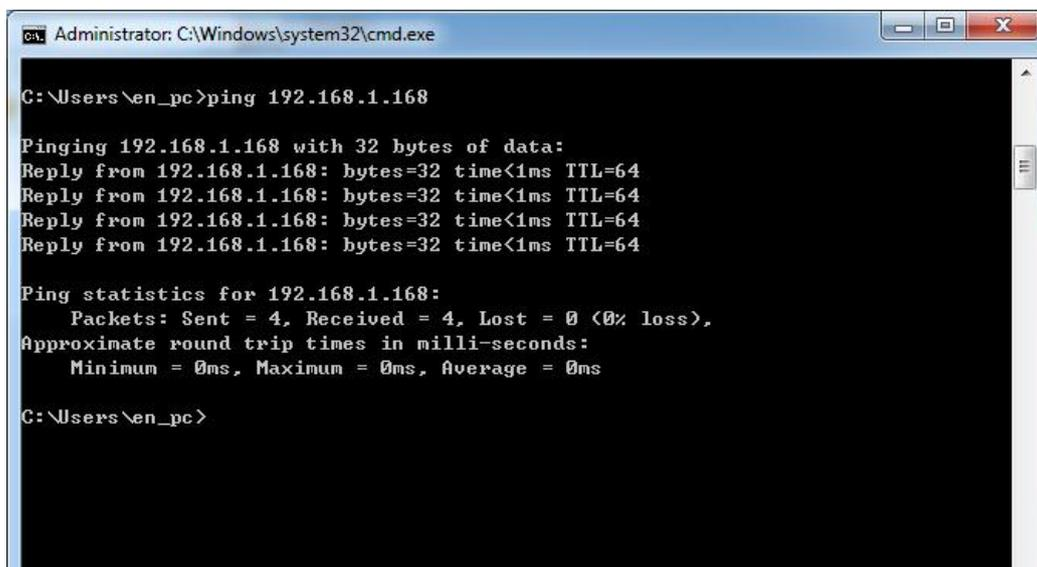 Administrator: C:\Windows\system32\cmd.exe
C:\Users\en_pc>ping 192.168.1.168
Pinging 192.168.1.168 with 32 bytes of data:
Reply from 192.168.1.168: bytes=32 time<1ms TTL=64
Reply from 192.168.1.168: bytes=32 time<1ms TTL=64
Reply from 192.168.1.168: bytes=32 time<1ms TTL=64
Reply from 192.168.1.168: bytes=32 time<1ms TTL=64
Ping statistics for 192.168.1.168:
    Packets: Sent = 4, Received = 4, Lost = 0 (0% loss),
Approximate round trip times in milli-seconds:
    Minimum = 0ms, Maximum = 0ms, Average = 0ms
C:\Users\en_pc>